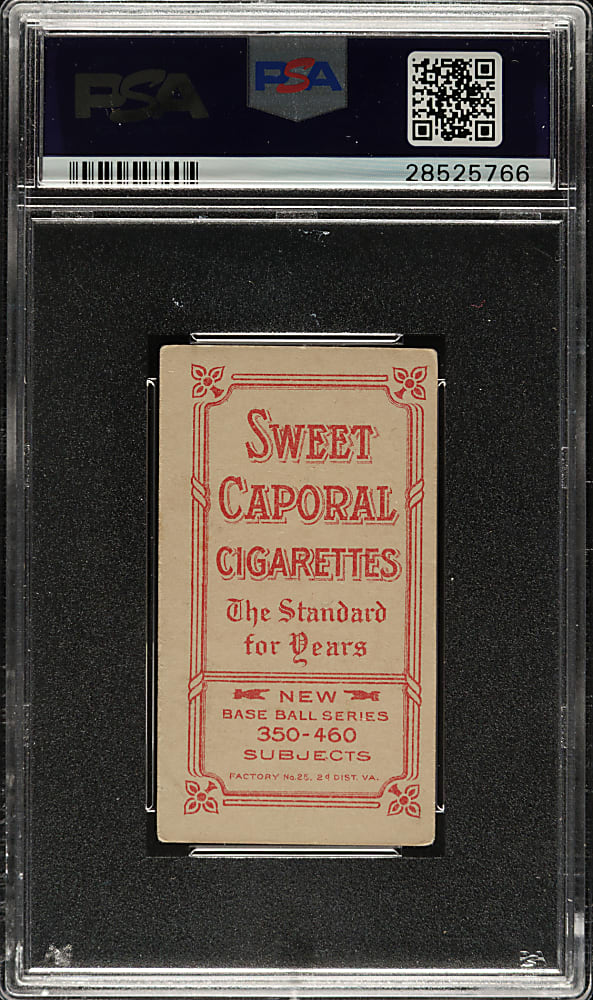 PSA
PSA
28525766
SWEET
CAPORAL
CIGARETTES
The Standard
for Years
NEW
BASE BALL SERIES
350-460
SUBJECTS
FACTORY No. 25, 2d DIST. VA.
PSA